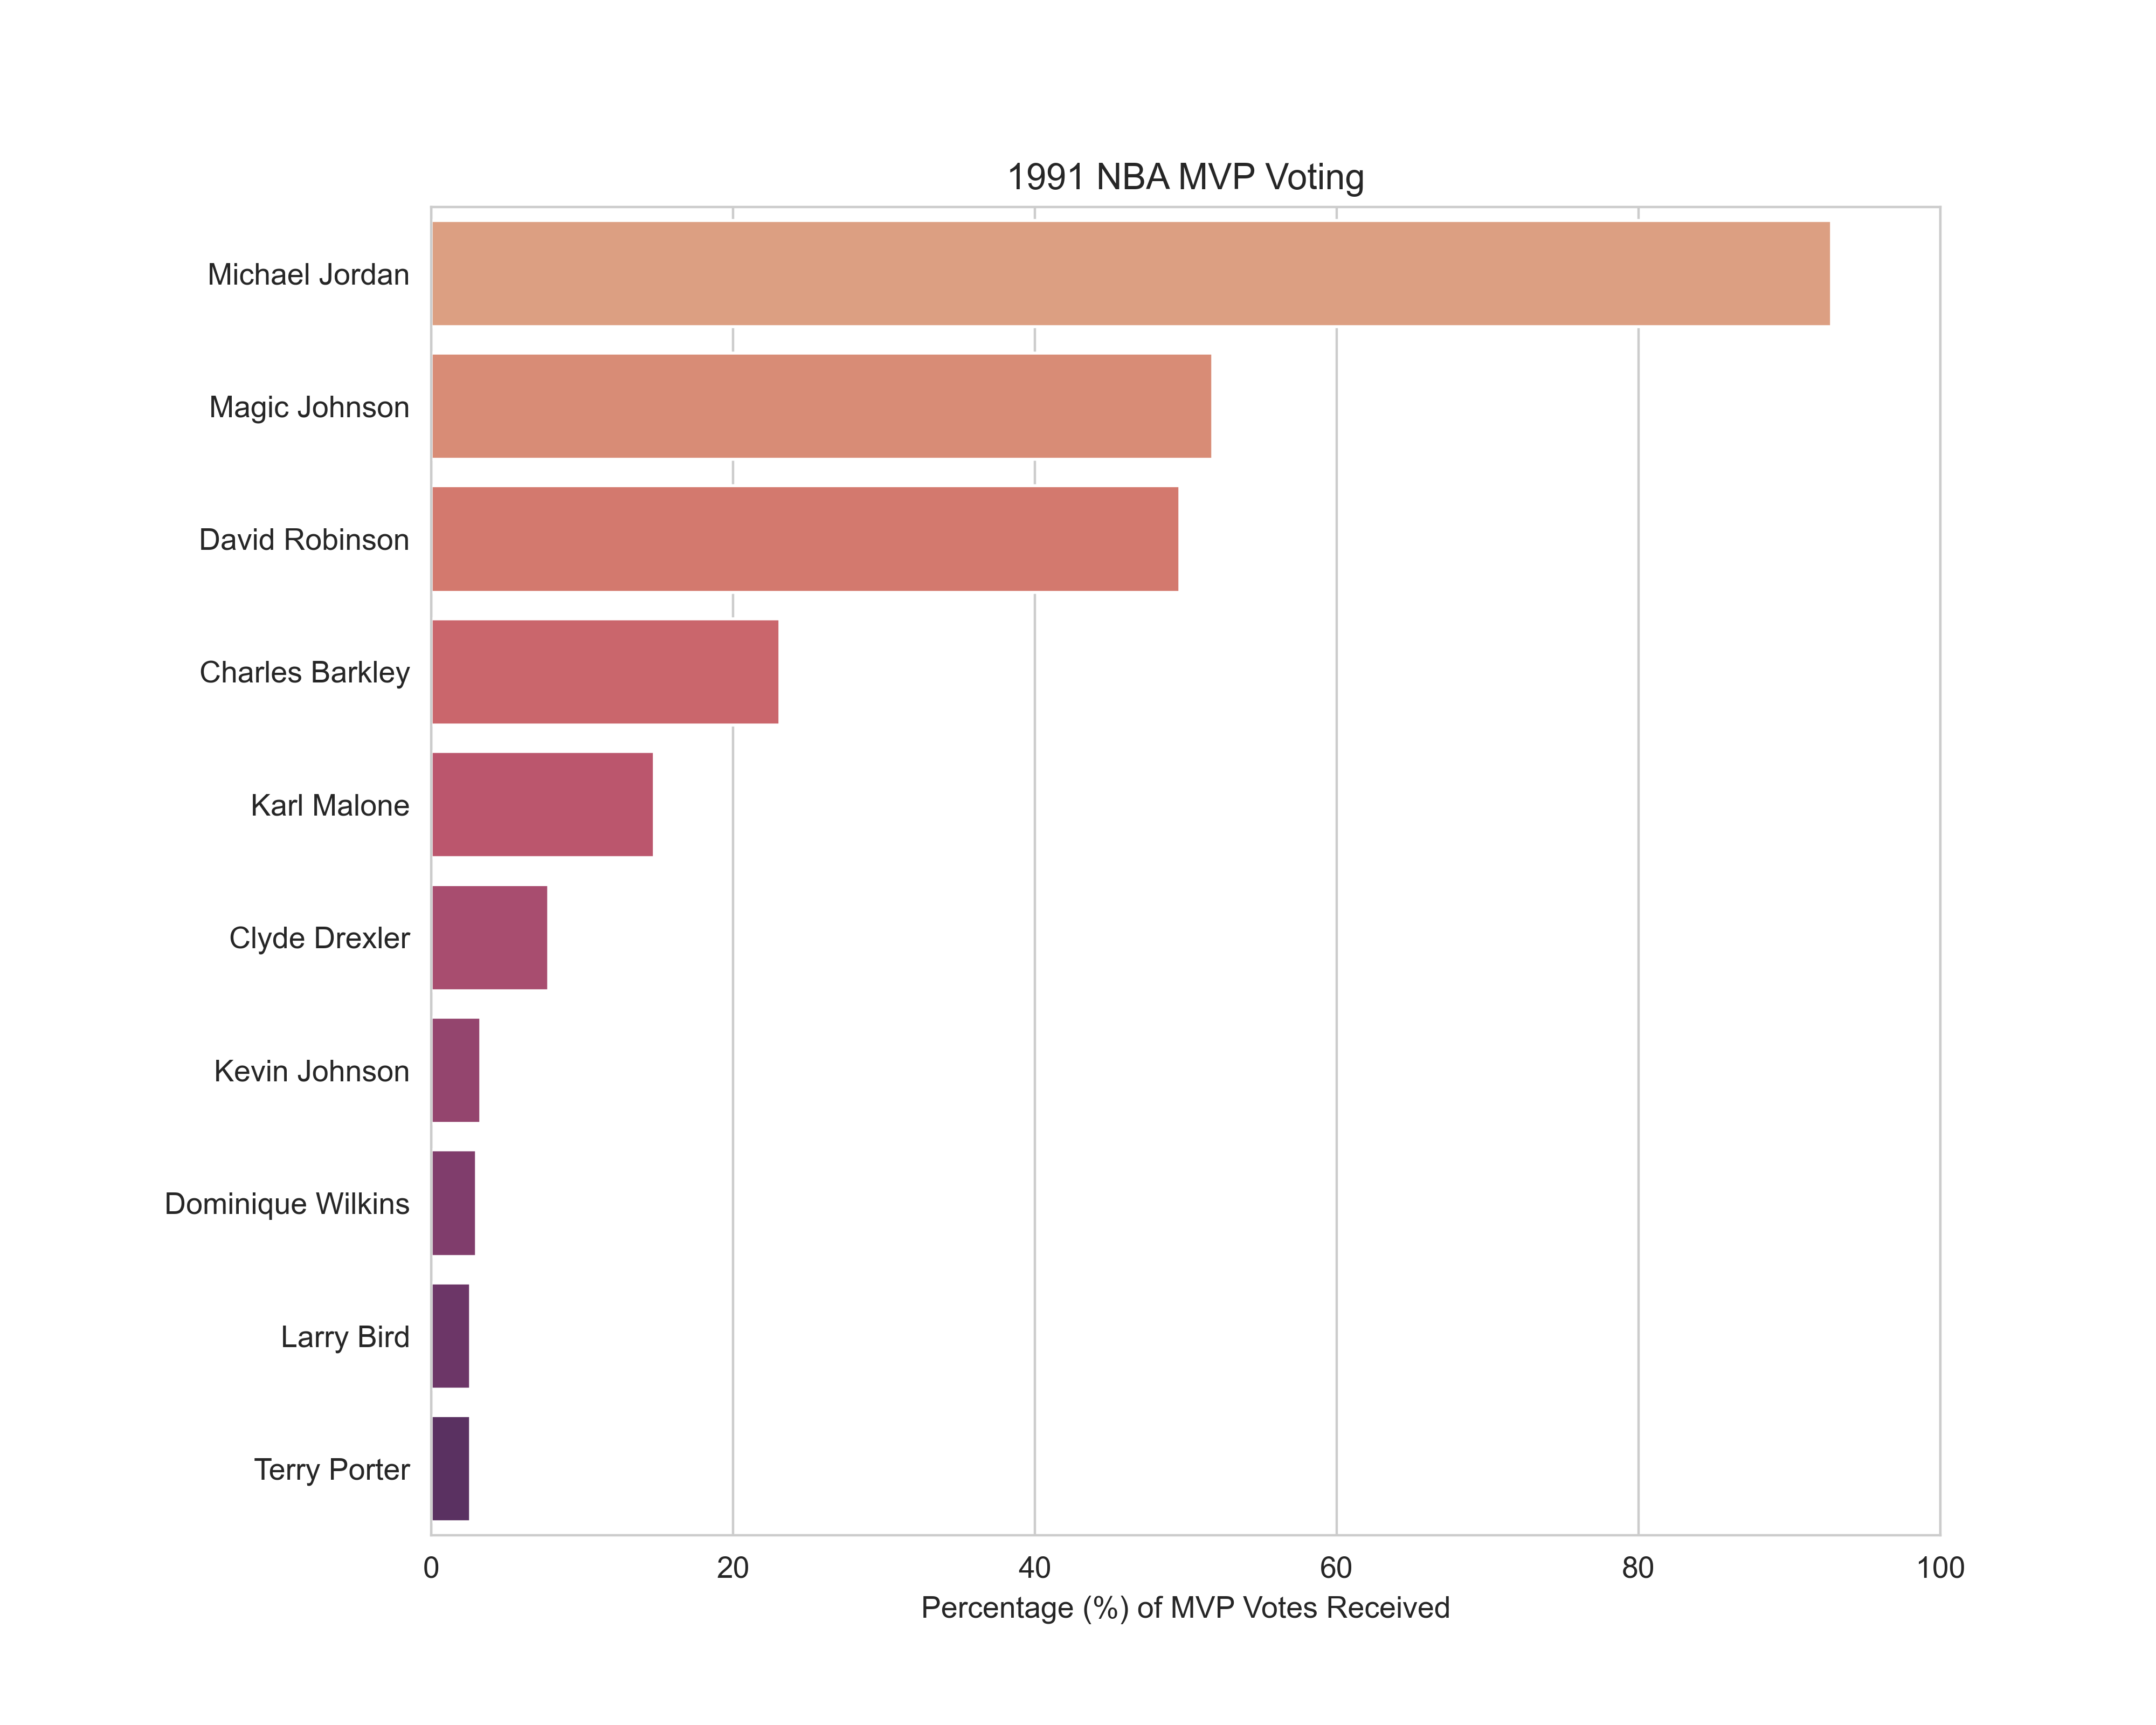 1991 NBA MVP Voting
Michael Jordan
Magic Johnson
David Robinson
Charles Barkley
Karl Malone
Clyde Drexler
Kevin Johnson
Dominique Wilkins
Larry Bird
Terry Porter
0 20 40 60 80 100
Percentage (%) of MVP Votes Received